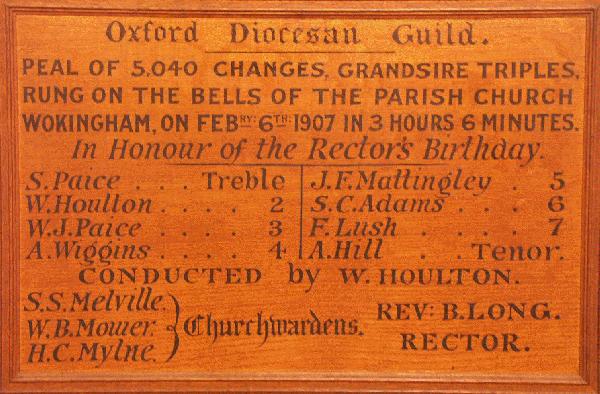 Oxford Diocesan Guild.
PEAL OF 5,040 CHANGES, GRANDSIRE TRIPLES,
RUNG ON THE BELLS OF THE PARISH CHURCH
WOKINGHAM, ON FEBRY: 6TH: 1907 IN 3 HOURS 6 MINUTES.
In Honour of the Rector's Birthday.
S. Paice . . . Treble
W. Houlton . . . . 2
W. J. Paice . . . . 3
A. Wiggins . . . . 4
J. F. Mattingley . 5
S. C. Adams . . . 6
F. Lush . . . . 7
A. Hill . . Tenor.
CONDUCTED by W. HOULTON.
S. S. Melville.
W. B. Mower.
H. C. Mylne.
Churchwardens.
REV: B. LONG.
RECTOR.